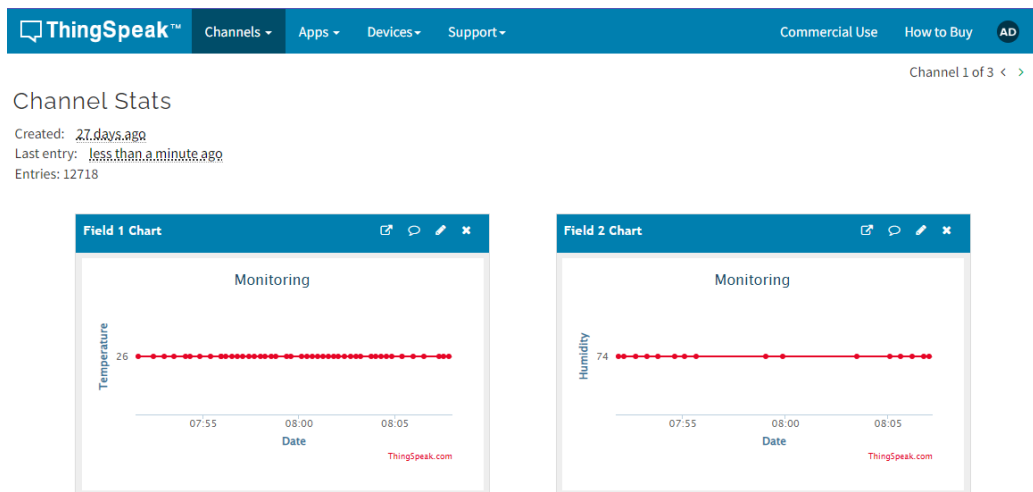 ThingSpeak™ Channels Apps Devices Support Commercial Use How to Buy AD
Channel 1 of 3 < >
Channel Stats
Created: 27 days ago
Last entry: less than a minute ago
Entries: 12718
Field 1 Chart
Monitoring
Temperature
26
07:55 08:00 08:05
Date
ThingSpeak.com
Field 2 Chart
Monitoring
Humidity
74
07:55 08:00 08:05
Date
ThingSpeak.com